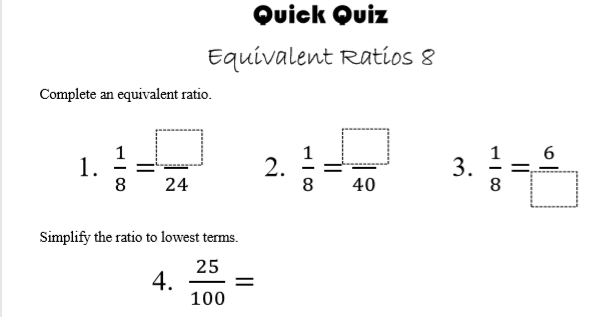 Quick Quiz
Equivalent Ratios 8
Complete an equivalent ratio.
1. 1/8 = /24 2. 1/8 = /40 3. 1/8 = 6/
Simplify the ratio to lowest terms.
4. 25/100 =